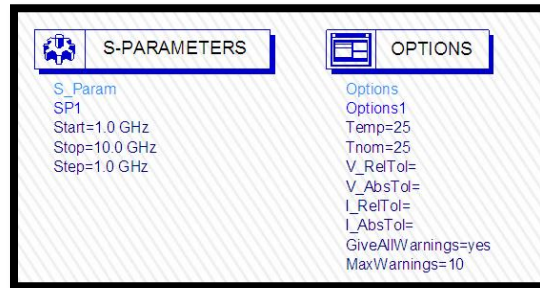 S-PARAMETERS
S_Param
SP1
Start=1.0 GHz
Stop=10.0 GHz
Step=1.0 GHz
OPTIONS
Options
Options1
Temp=25
Tnom=25
V_RelTol=
V_AbsTol=
I_RelTol=
I_AbsTol=
GiveAllWarnings=yes
MaxWarnings=10